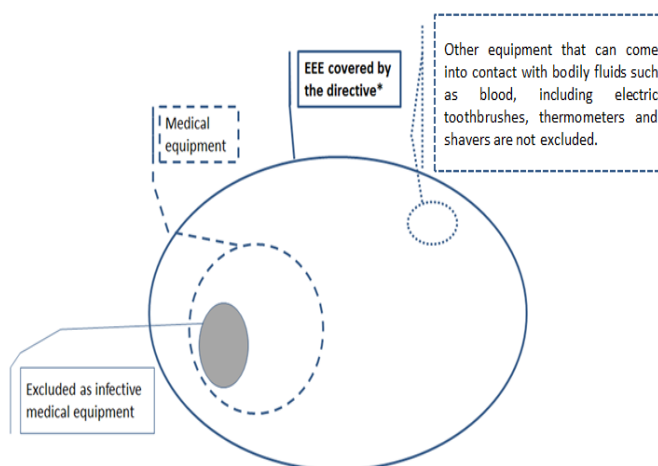 EEE covered by
the directive*
Other equipment that can come
into contact with bodily fluids such
as blood, including electric
toothbrushes, thermometers and
shavers are not excluded.
Medical
equipment
Excluded as infective
medical equipment